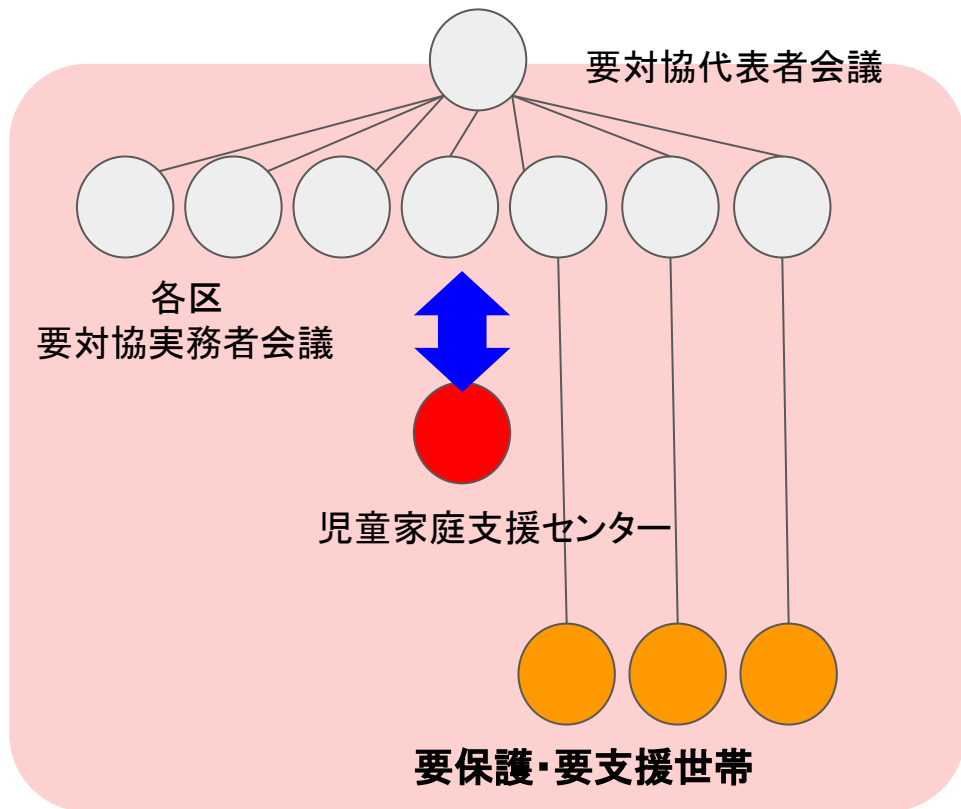 要対協代表者会議
各区
要対協実務者会議
児童家庭支援センター
要保護・要支援世帯